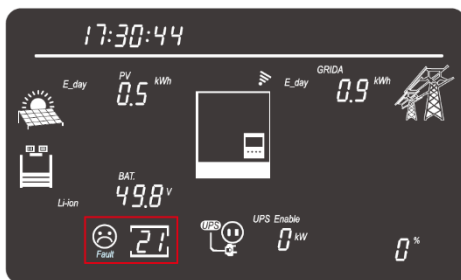 17:30:44
E_day PV 0.5 kWh
E_day GRIDA 0.9 kWh
Li-ion BAT. 49.8 V
Fault 21
UPS UPS Enable 0 kW
0 %